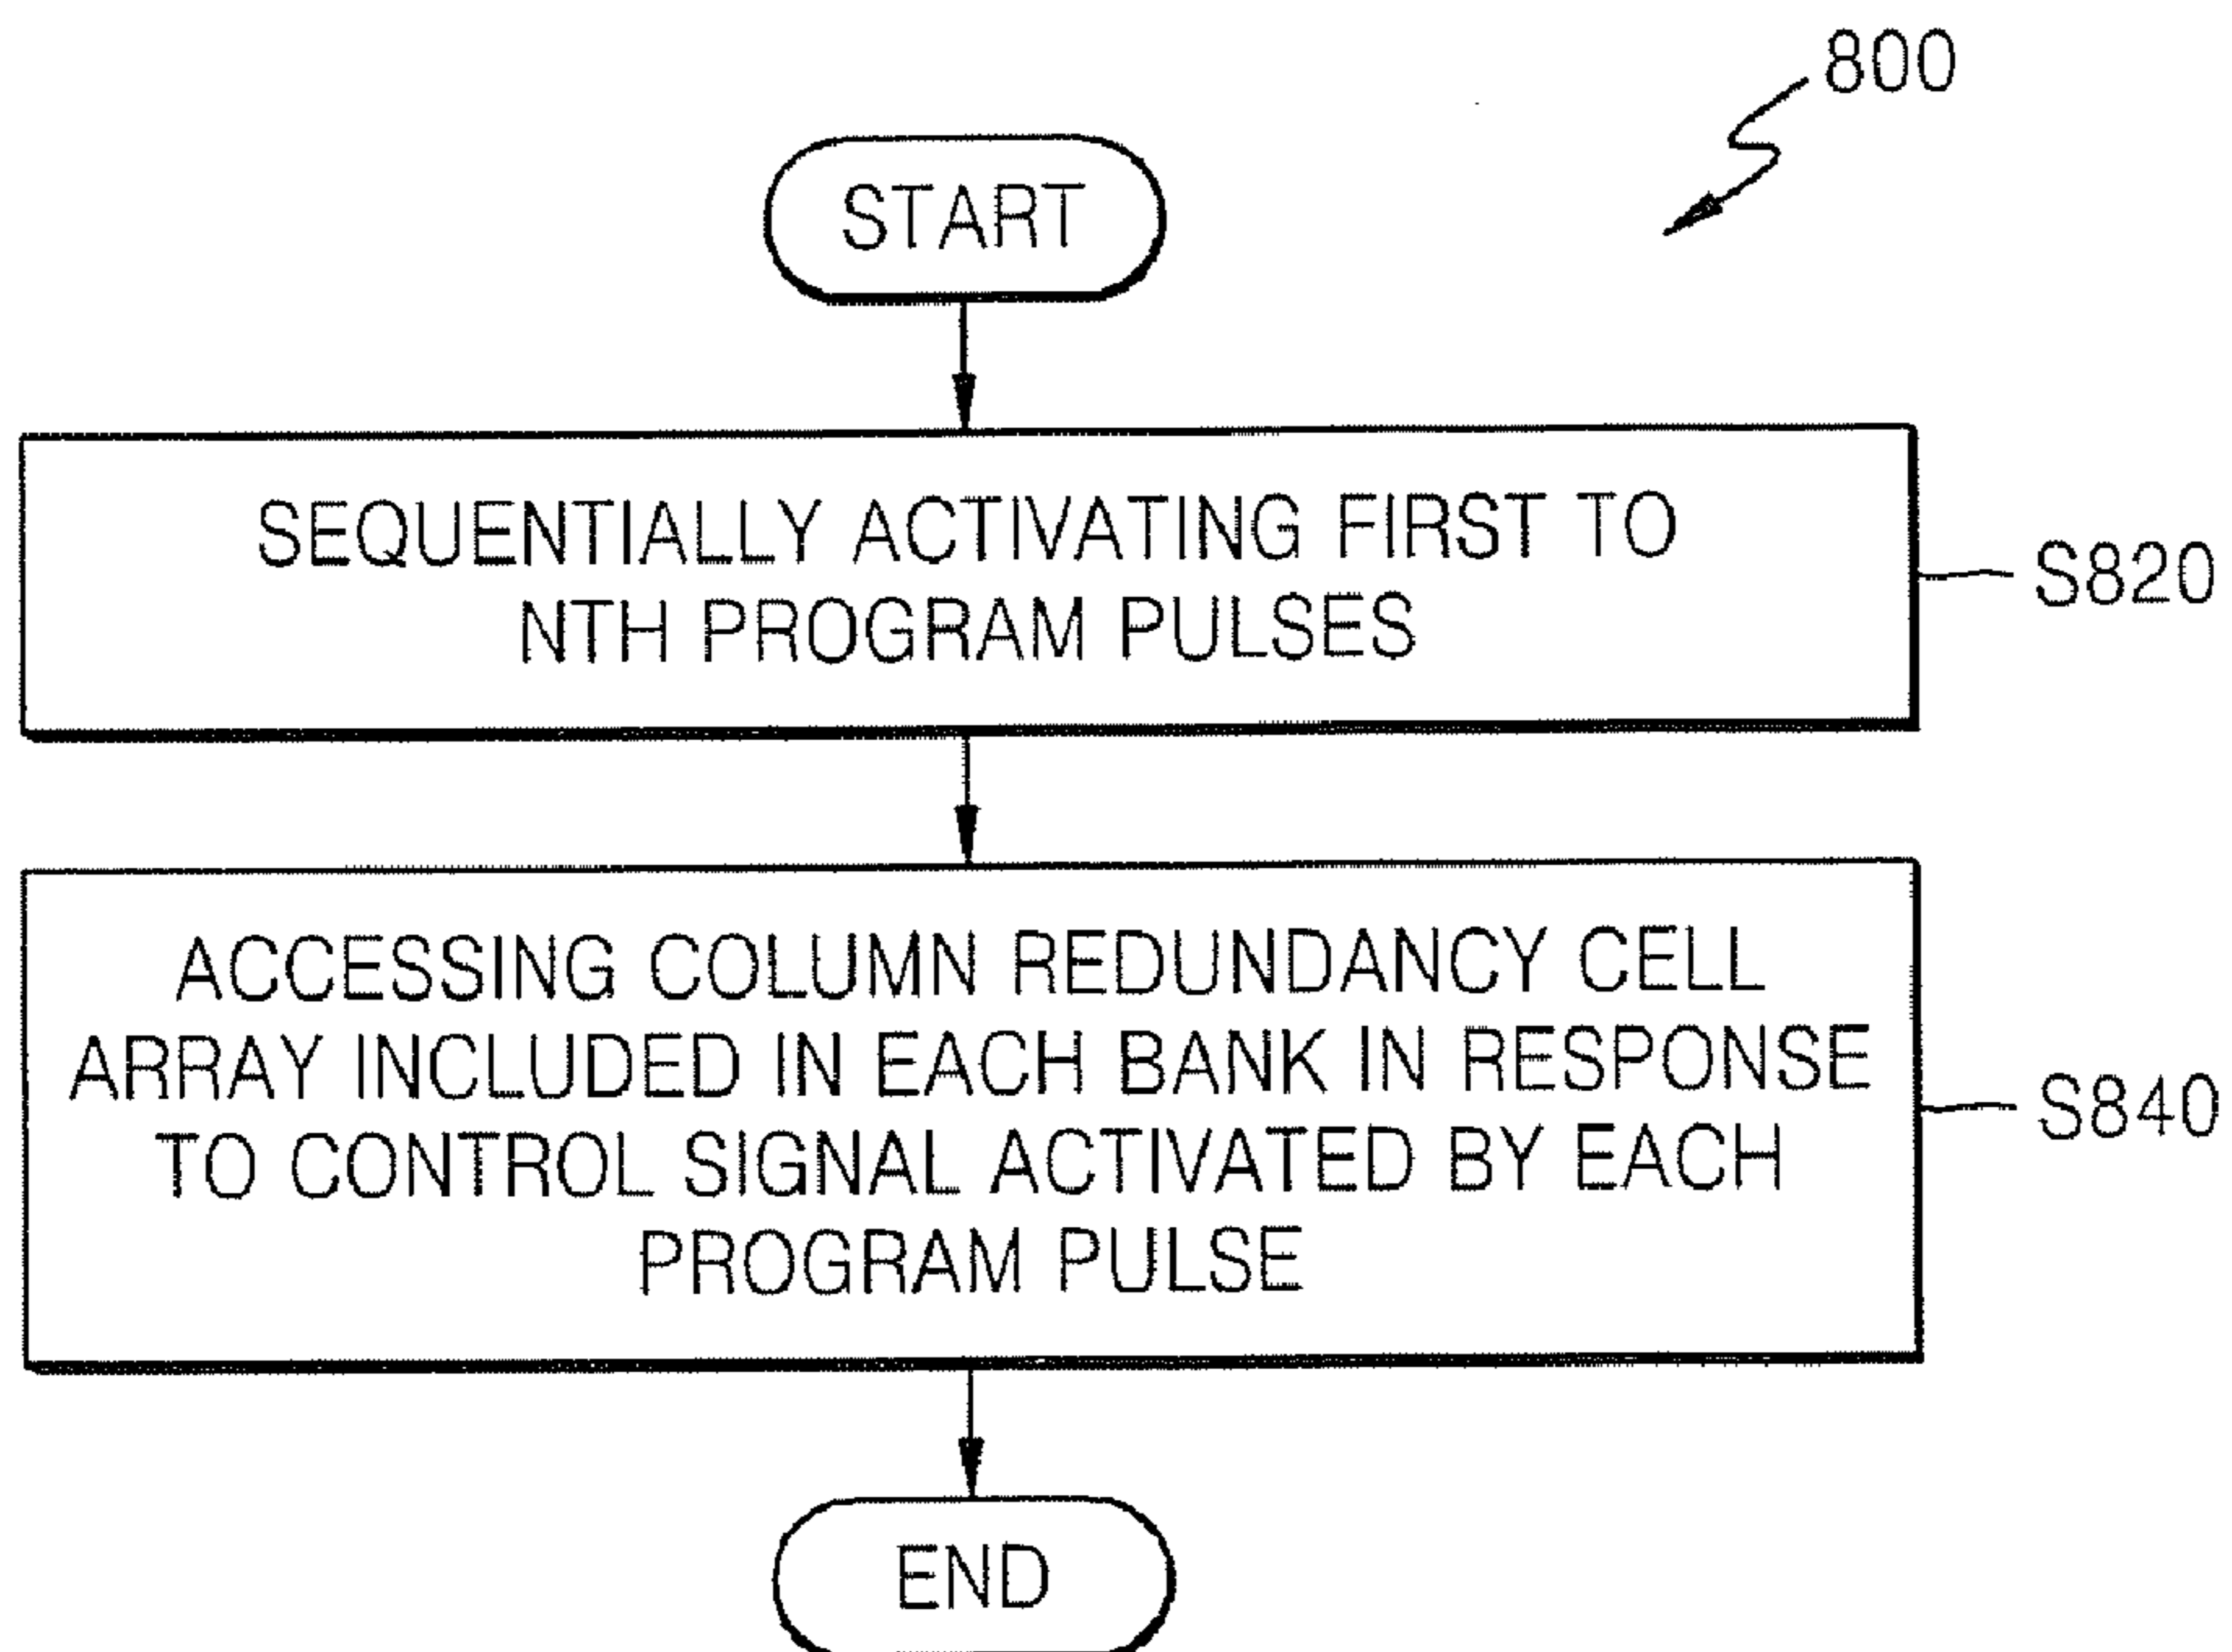 800
START
SEQUENTIALLY ACTIVATING FIRST TO
NTH PROGRAM PULSES
S820
ACCESSING COLUMN REDUNDANCY CELL
ARRAY INCLUDED IN EACH BANK IN RESPONSE
TO CONTROL SIGNAL ACTIVATED BY EACH
PROGRAM PULSE
S840
END